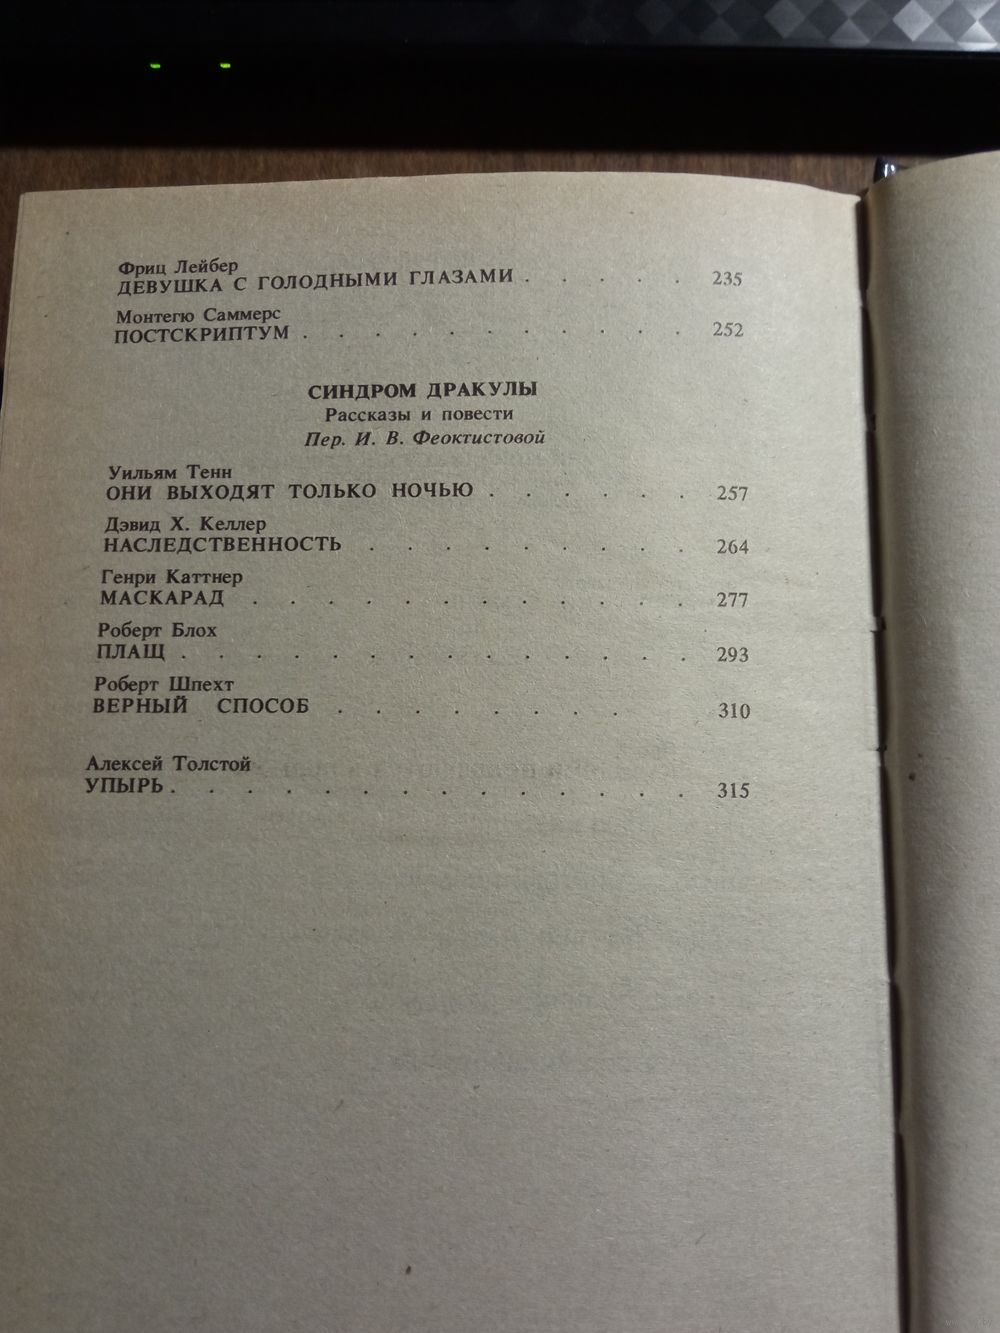 Фриц Лейбер
ДЕВУШКА С ГОЛОДНЫМИ ГЛАЗАМИ . . . . . 235
Монтегю Саммерс
ПОСТСКРИПТУМ . . . . . . . . . . . 252
СИНДРОМ ДРАКУЛЫ
Рассказы и повести
Пер. И. В. Феоктистовой
Уильям Тенн
ОНИ ВЫХОДЯТ ТОЛЬКО НОЧЬЮ . . . . . . 257
Дэвид Х. Келлер
НАСЛЕДСТВЕННОСТЬ . . . . . . . . . 264
Генри Каттнер
МАСКАРАД . . . . . . . . . . . . 277
Роберт Блох
ПЛАЩ . . . . . . . . . . . . . . 293
Роберт Шпехт
ВЕРНЫЙ СПОСОБ . . . . . . . . 310
Алексей Толстой
УПЫРЬ . . . . . . . . . . . . . . 315